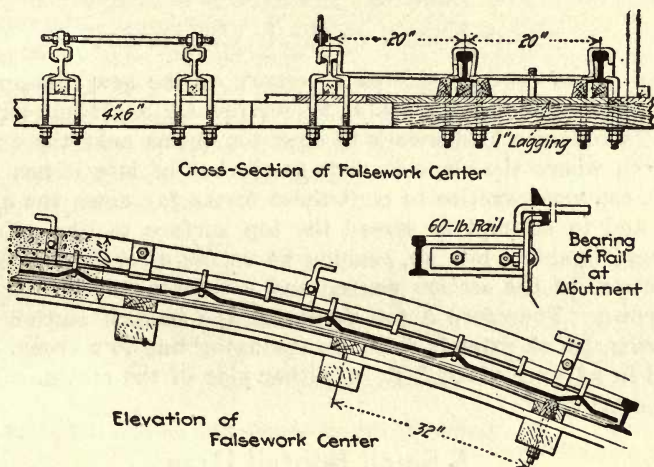 20"
20"
4"x6"
1" Lagging
Cross-Section of Falsework Center
60-lb. Rail
Bearing
of Rail
at
Abutment
32"
Elevation of
Falsework Center